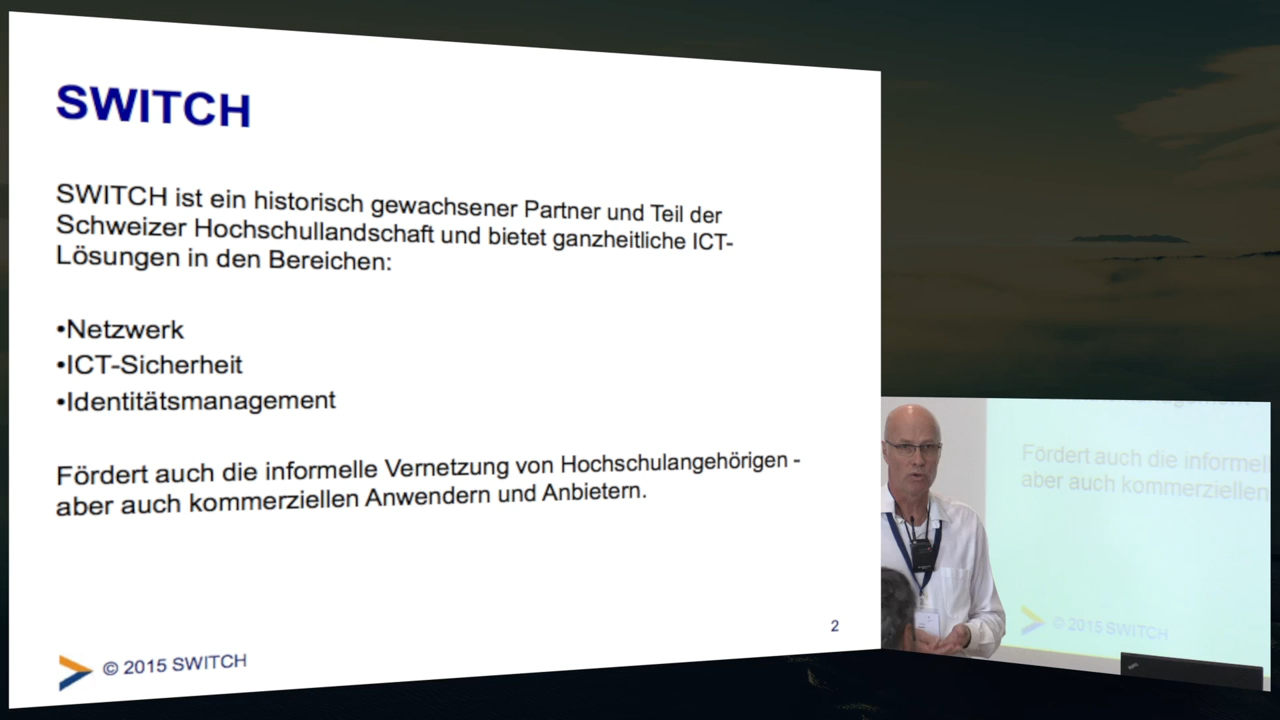 SWITCH
SWITCH ist ein historisch gewachsener Partner und Teil der
Schweizer Hochschullandschaft und bietet ganzheitliche ICT-
Lösungen in den Bereichen:
•Netzwerk
•ICT-Sicherheit
•Identitätsmanagement
Fördert auch die informelle Vernetzung von Hochschulangehörigen -
aber auch kommerziellen Anwendern und Anbietern.
2
© 2015 SWITCH
Fördert auch die informell
aber auch kommerziellen
© 2015 SWITCH